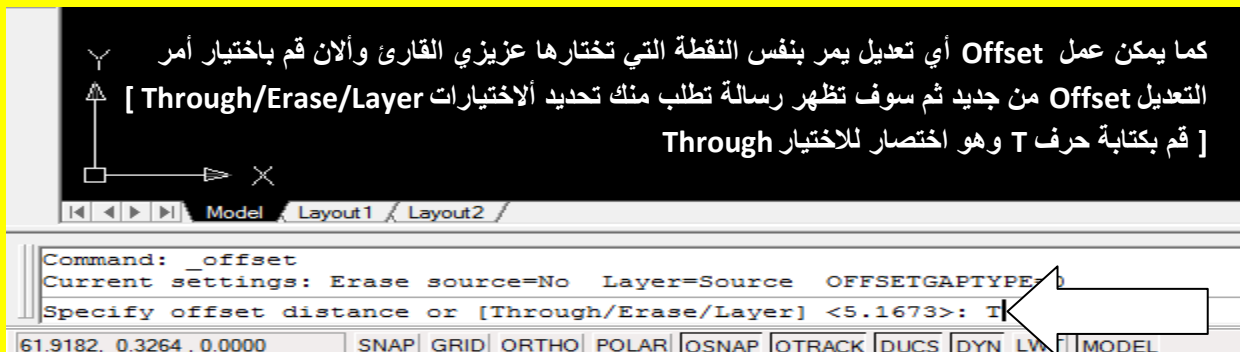 كما يمكن عمل Offset أي تعديل يمر بنفس النقطة التي تختارها عزيزي القارئ وألان قم باختيار أمر
التعديل Offset من جديد ثم سوف تظهر رسالة تطلب منك تحديد ألاختيارات Through/Erase/Layer ]
[ قم بكتابة حرف T وهو اختصار للاختيار Through
Y
X
Model Layout1 Layout2
Command: _offset
Current settings: Erase source=No Layer=Source OFFSETGAPTYPE=0
Specify offset distance or [Through/Erase/Layer] <5.1673>: T
61.9182, 0.3264 , 0.0000 SNAP GRID ORTHO POLAR OSNAP OTRACK DUCS DYN MODEL